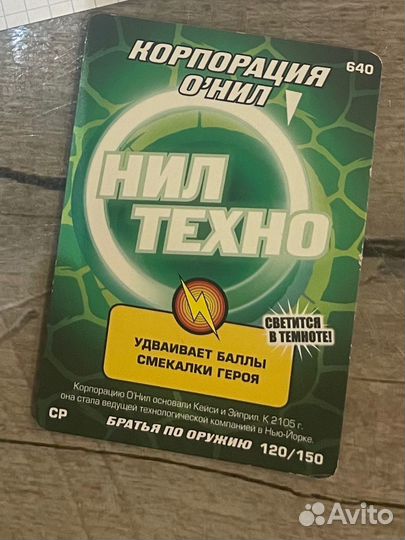 КОРПОРАЦИЯ
О'НИЛ
640
НИЛ
ТЕХНО
СВЕТИТСЯ
В ТЕМНОТЕ!
УДВАИВАЕТ БАЛЛЫ
СМЕКАЛКИ ГЕРОЯ
Корпорацию О'Нил основали Кейси и Эйприл. К 2105 г.
она стала ведущей технологической компанией в Нью-Йорке.
СР
БРАТЬЯ ПО ОРУЖИЮ 120/150
Avito